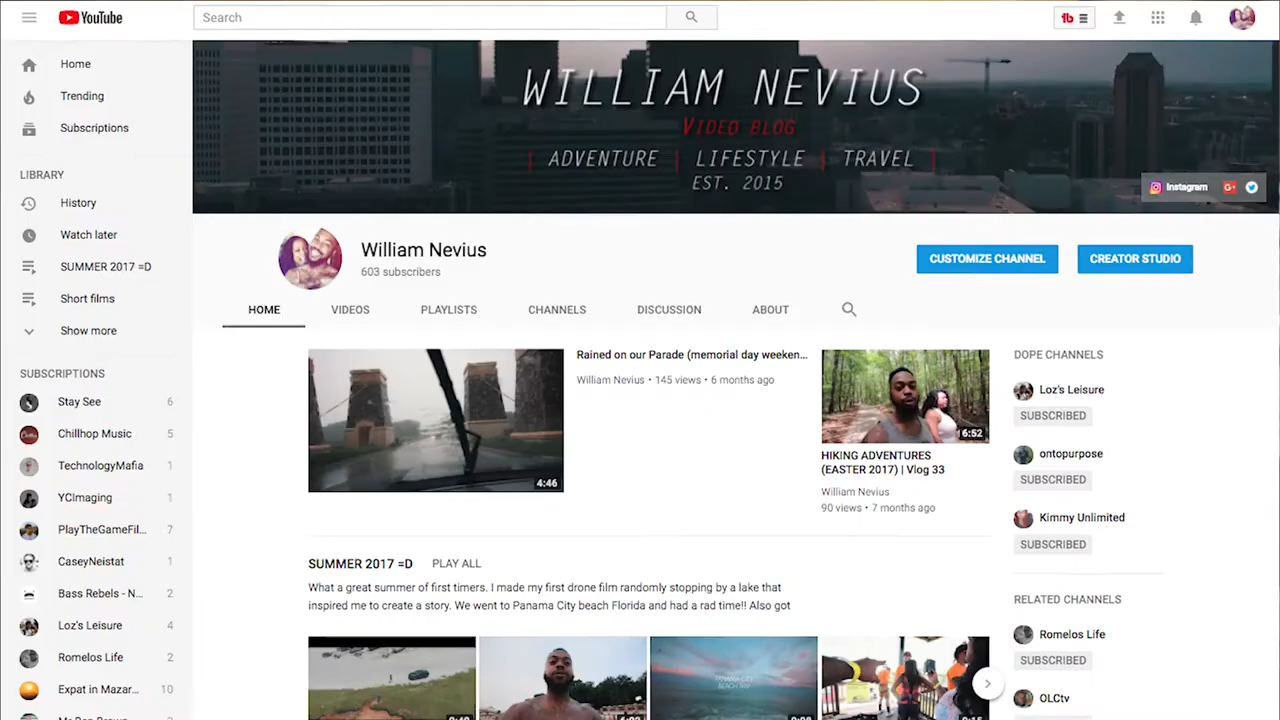 YouTube
Search
Home
Trending
Subscriptions
LIBRARY
History
Watch later
SUMMER 2017 =D
Short films
Show more
SUBSCRIPTIONS
Stay See 6
Chillhop Music 5
TechnologyMafia 1
YCImaging 1
PlayTheGameFil... 7
CaseyNeistat 1
Bass Rebels - N... 2
Loz's Leisure 4
Romelos Life 2
Expat in Mazar... 10
WILLIAM NEVIUS
VIDEO BLOG
| ADVENTURE | LIFESTYLE | TRAVEL |
EST. 2015
Instagram
William Nevius
603 subscribers
CUSTOMIZE CHANNEL
CREATOR STUDIO
HOME VIDEOS PLAYLISTS CHANNELS DISCUSSION ABOUT
4:46
Rained on our Parade (memorial day weeken...
William Nevius • 145 views • 6 months ago
6:52
HIKING ADVENTURES
(EASTER 2017) | Vlog 33
William Nevius
90 views • 7 months ago
SUMMER 2017 =D PLAY ALL
What a great summer of first timers. I made my first drone film randomly stopping by a lake that
inspired me to create a story. We went to Panama City beach Florida and had a rad time!! Also got
PANAMA CITY
DOPE CHANNELS
Loz's Leisure
SUBSCRIBED
ontopurpose
SUBSCRIBED
Kimmy Unlimited
SUBSCRIBED
RELATED CHANNELS
Romelos Life
SUBSCRIBED
OLCtv